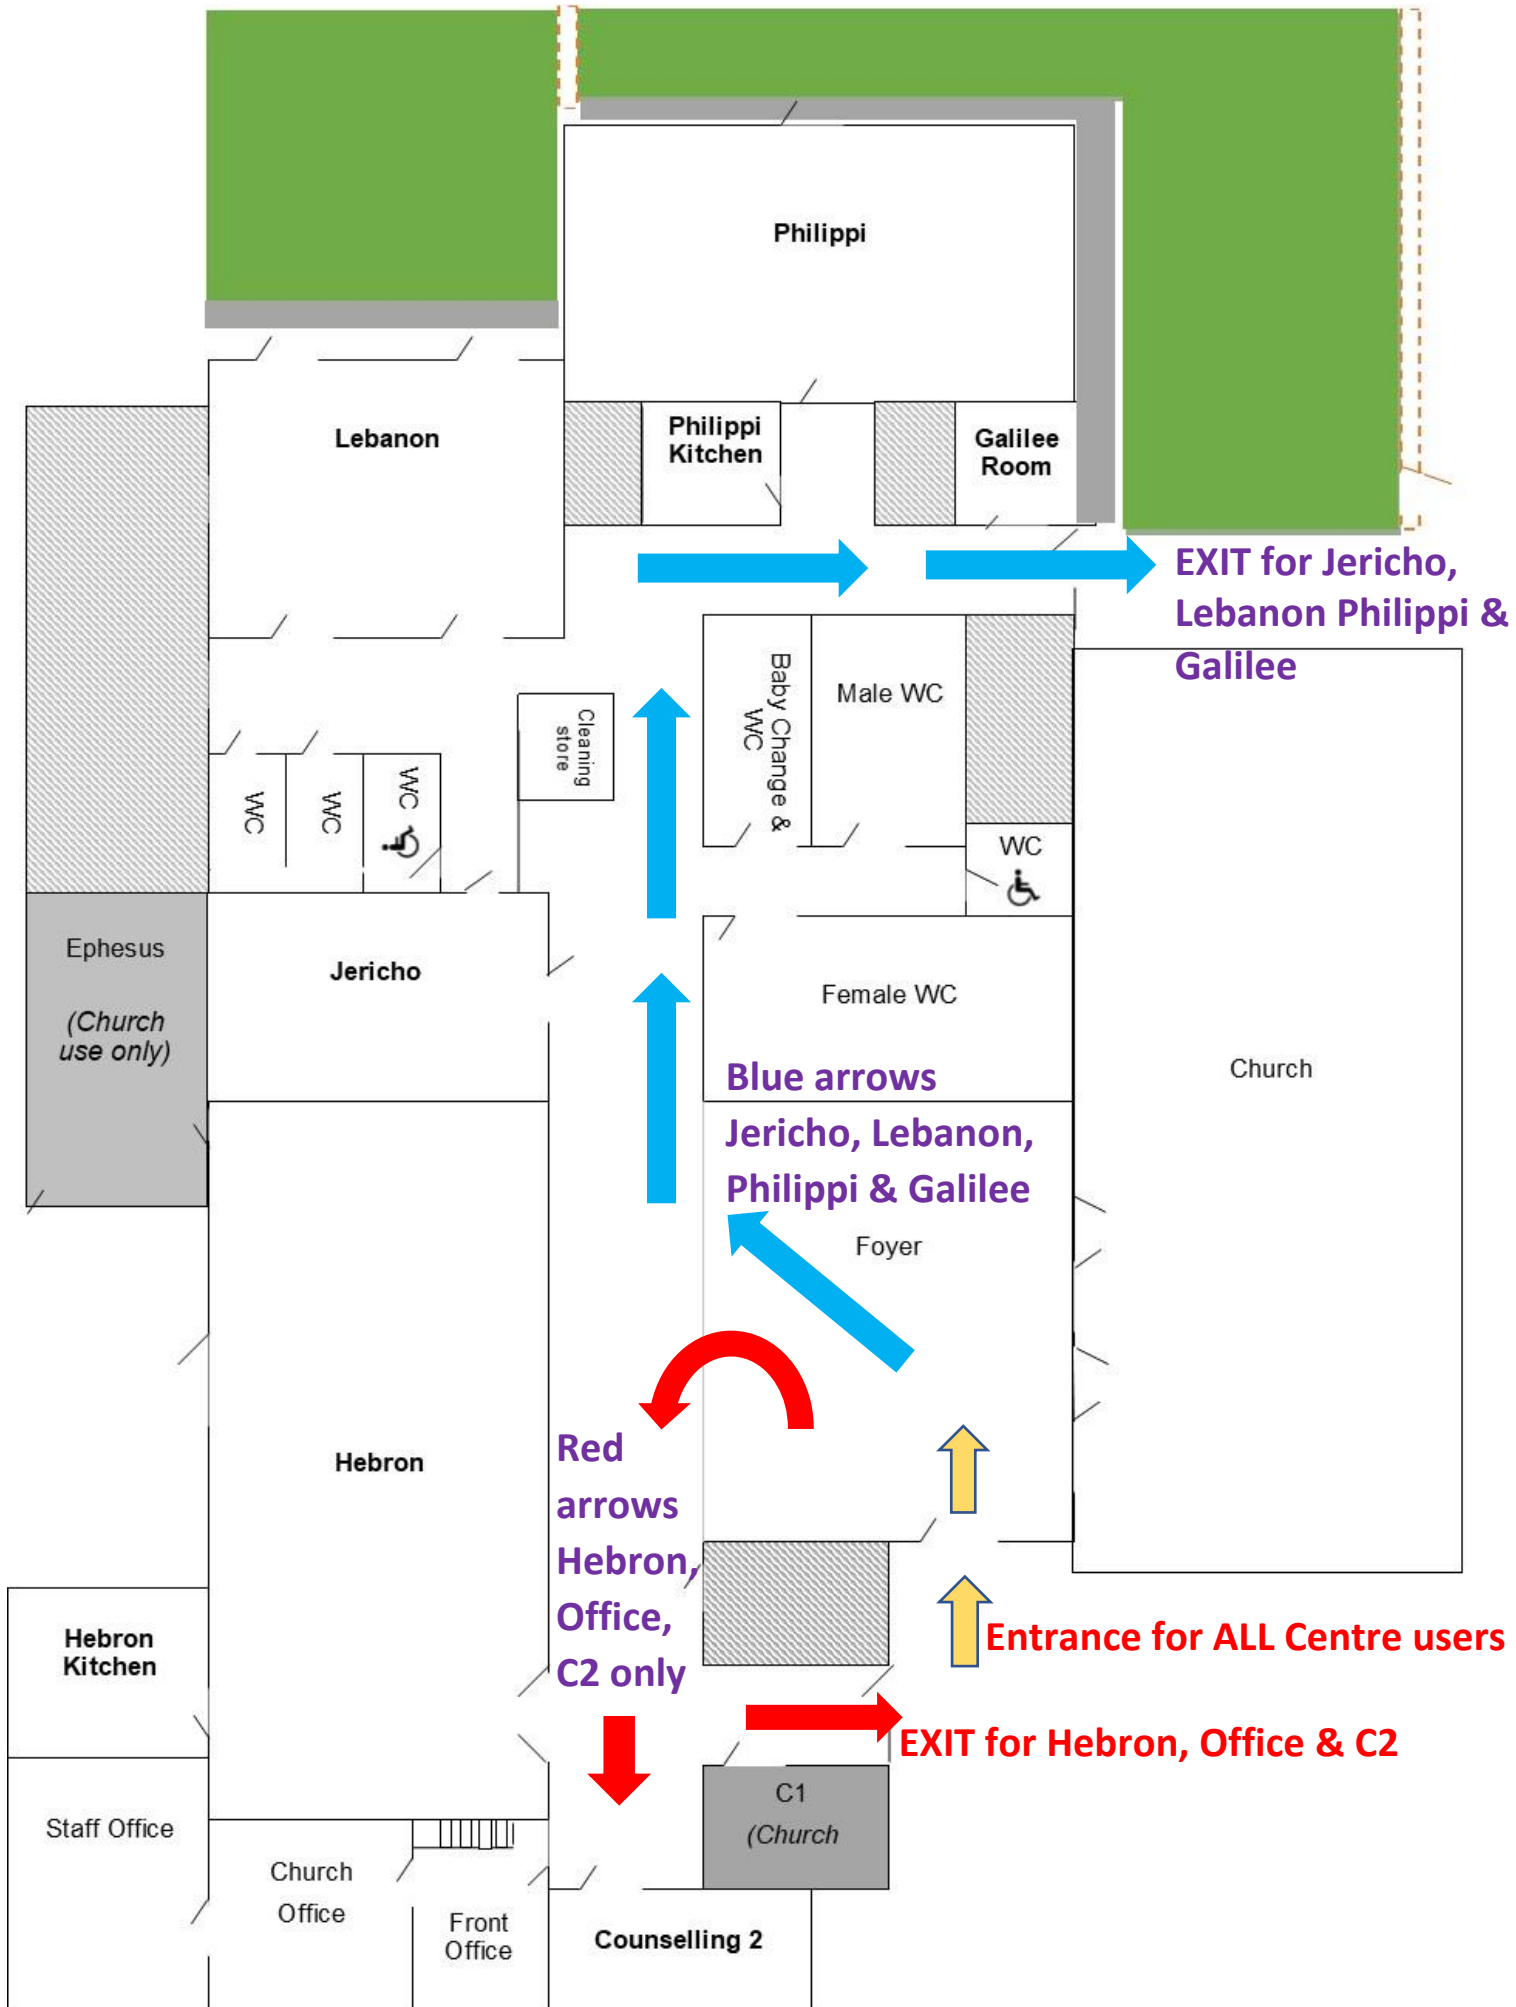 Philippi
Lebanon
Philippi
Kitchen
Galilee
Room
EXIT for Jericho,
Lebanon Philippi &
Galilee
Baby Change &
WC
Male WC
Cleaning
store
WC
WC
WC
WC
Ephesus
(Church
use only)
Jericho
Female WC
Church
Blue arrows
Jericho, Lebanon,
Philippi & Galilee
Foyer
Hebron
Red
arrows
Hebron,
Office,
C2 only
Hebron
Kitchen
Entrance for ALL Centre users
EXIT for Hebron, Office & C2
C1
(Church
Staff Office
Church
Office
Front
Office
Counselling 2